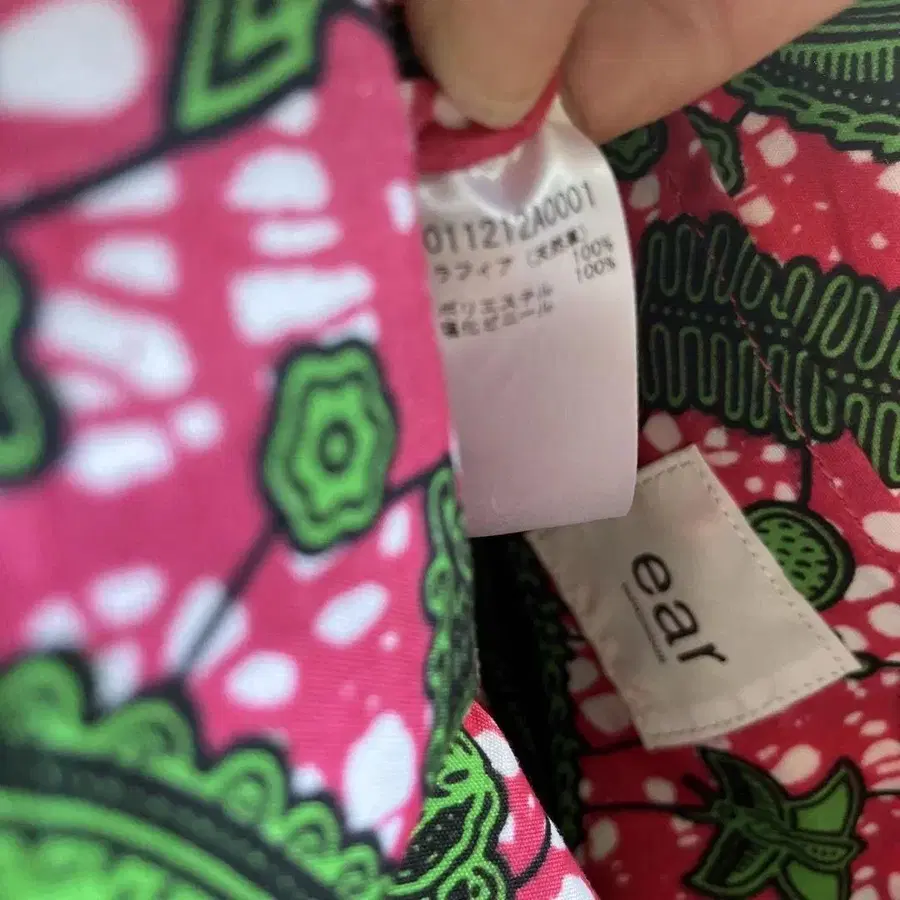 011212A0001
ラフィア (天然草) 100%
100%
ポリエステル
塩化ビニール
ear